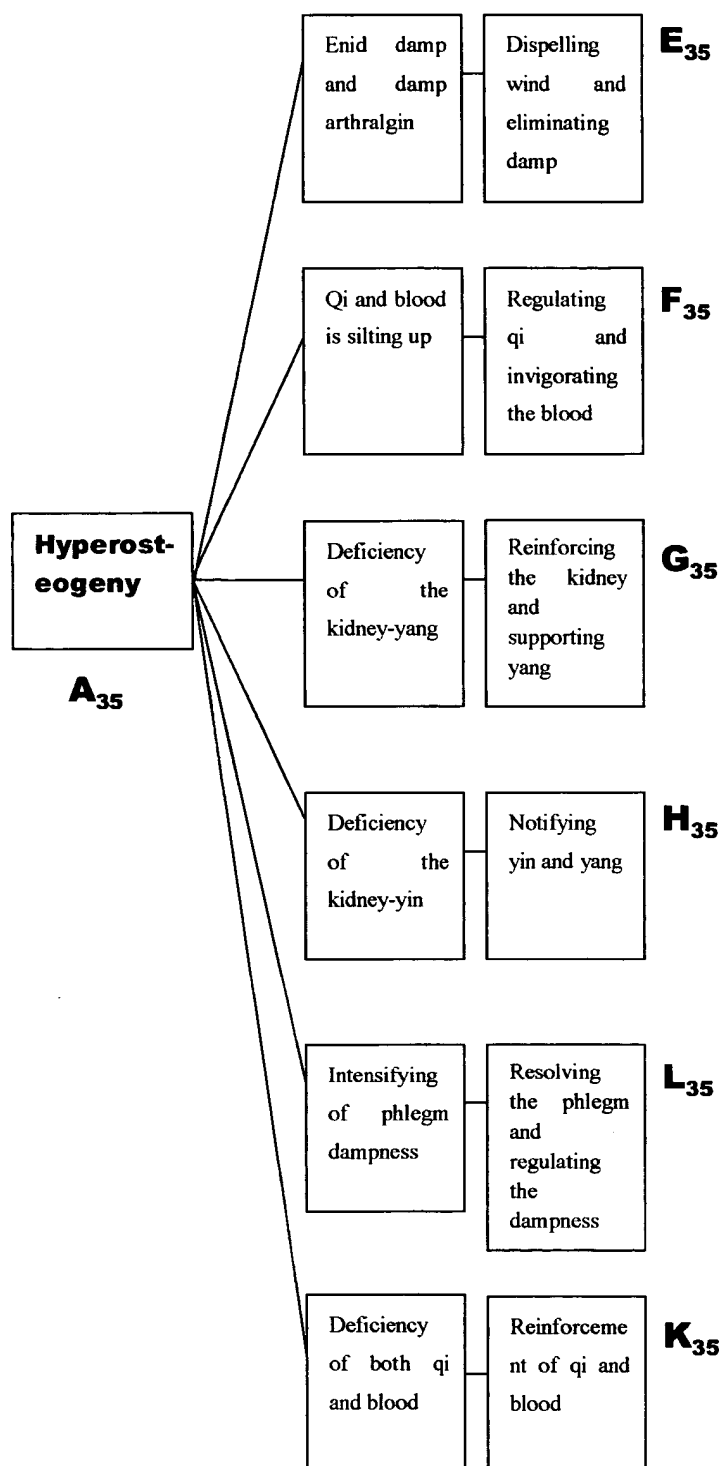 Enid damp
and damp
arthralgin
Dispelling
wind and
eliminating
damp
E35
Qi and blood
is silting up
Regulating
qi and
invigorating
the blood
F35
Hyperost-
eogeny
A35
Deficiency
of the
kidney-yang
Reinforcing
the kidney
and
supporting
yang
G35
Deficiency
of the
kidney-yin
Notifying
yin and yang
H35
Intensifying
of phlegm
dampness
Resolving
the phlegm
and
regulating
the
dampness
L35
Deficiency
of both qi
and blood
Reinforceme
nt of qi and
blood
K35